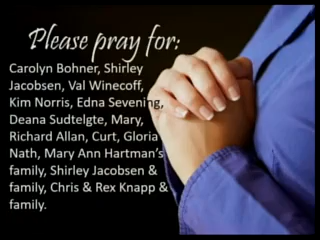 Please pray for:
Carolyn Bohner, Shirley
Jacobsen, Val Winecoff,
Kim Norris, Edna Sevening,
Deana Sudtelgte, Mary,
Richard Allan, Curt, Gloria
Nath, Mary Ann Hartman's
family, Shirley Jacobsen &
family, Chris & Rex Knapp &
family.